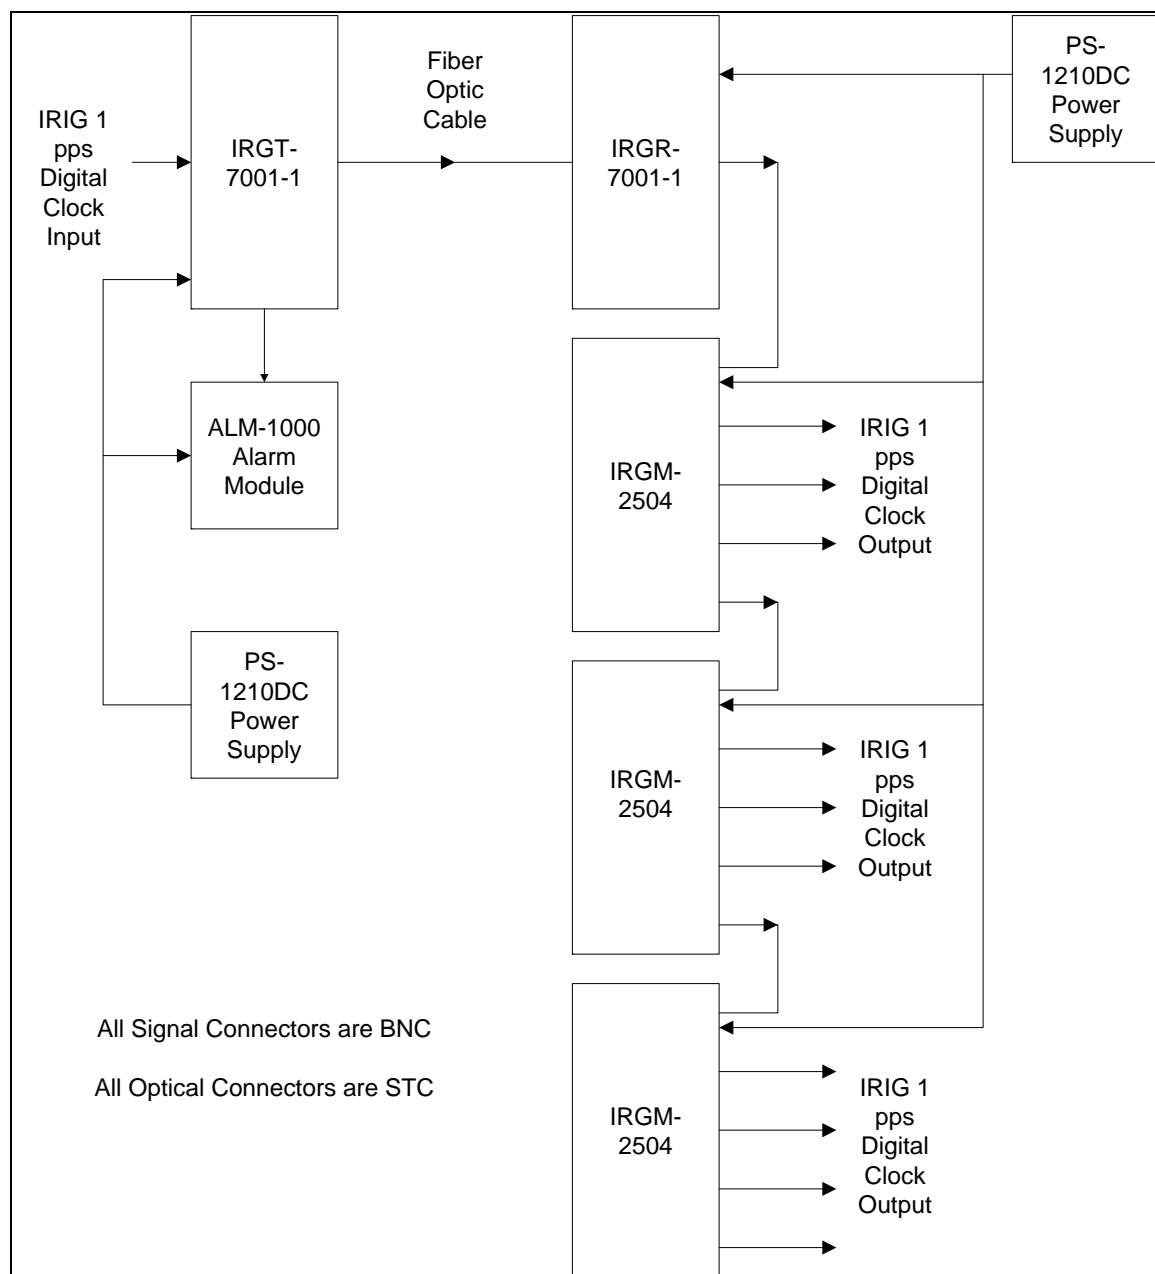 IRIG 1
pps
Digital
Clock
Input
IRGT-
7001-1
Fiber
Optic
Cable
IRGR-
7001-1
PS-
1210DC
Power
Supply
ALM-1000
Alarm
Module
IRGM-
2504
IRIG 1
pps
Digital
Clock
Output
PS-
1210DC
Power
Supply
IRGM-
2504
IRIG 1
pps
Digital
Clock
Output
All Signal Connectors are BNC
All Optical Connectors are STC
IRGM-
2504
IRIG 1
pps
Digital
Clock
Output